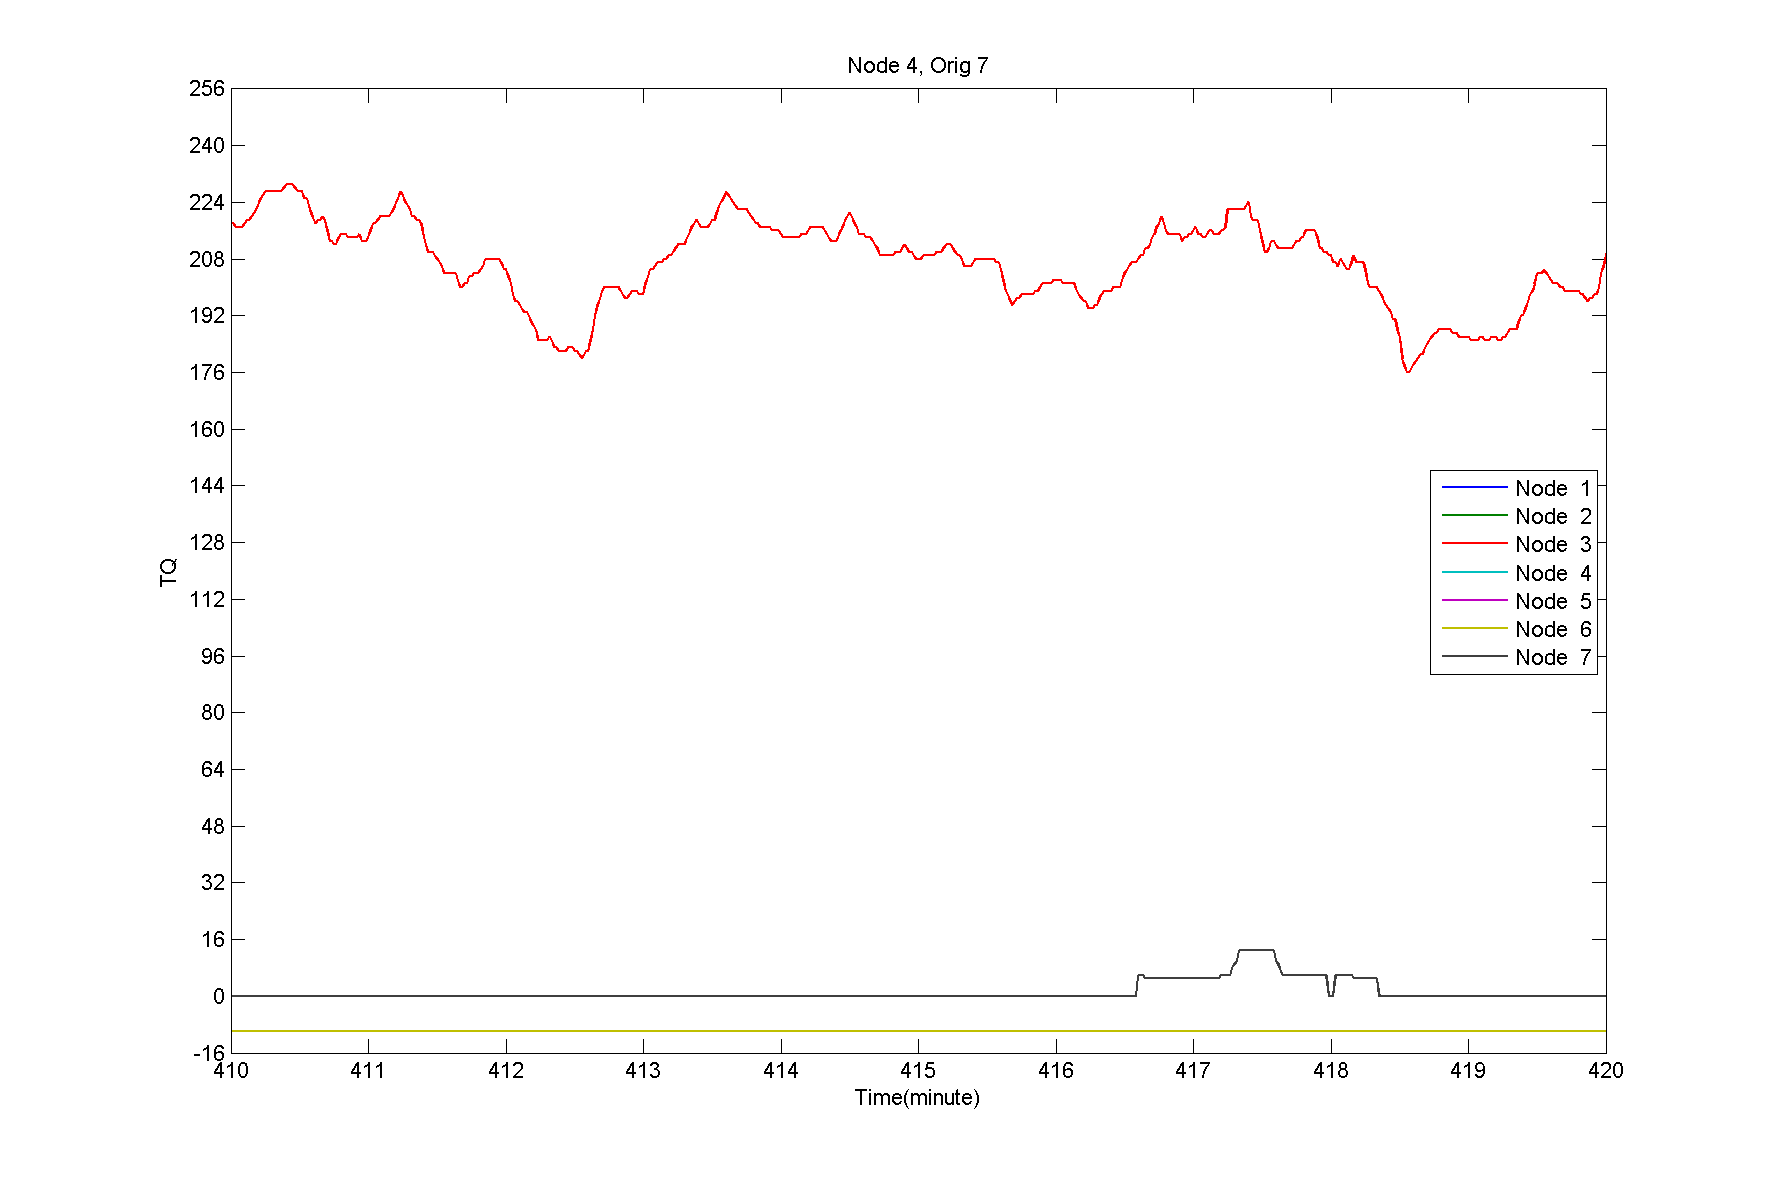 Node 4, Orig 7
256
240
224
208
192
176
160
144
128
112
96
80
64
48
32
16
0
-16
TQ
Node 1
Node 2
Node 3
Node 4
Node 5
Node 6
Node 7
410 411 412 413 414 415 416 417 418 419 420
Time(minute)